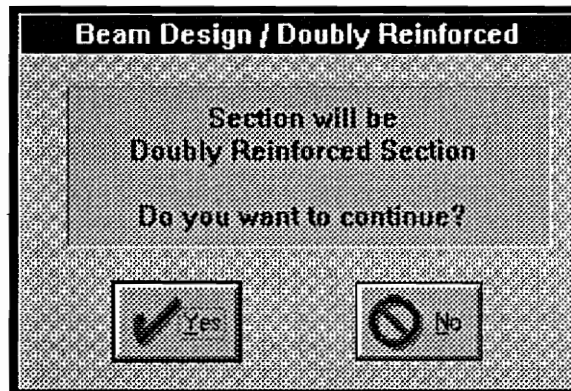 Beam Design / Doubly Reinforced
Section will be
Doubly Reinforced Section
Do you want to continue?
Yes
No